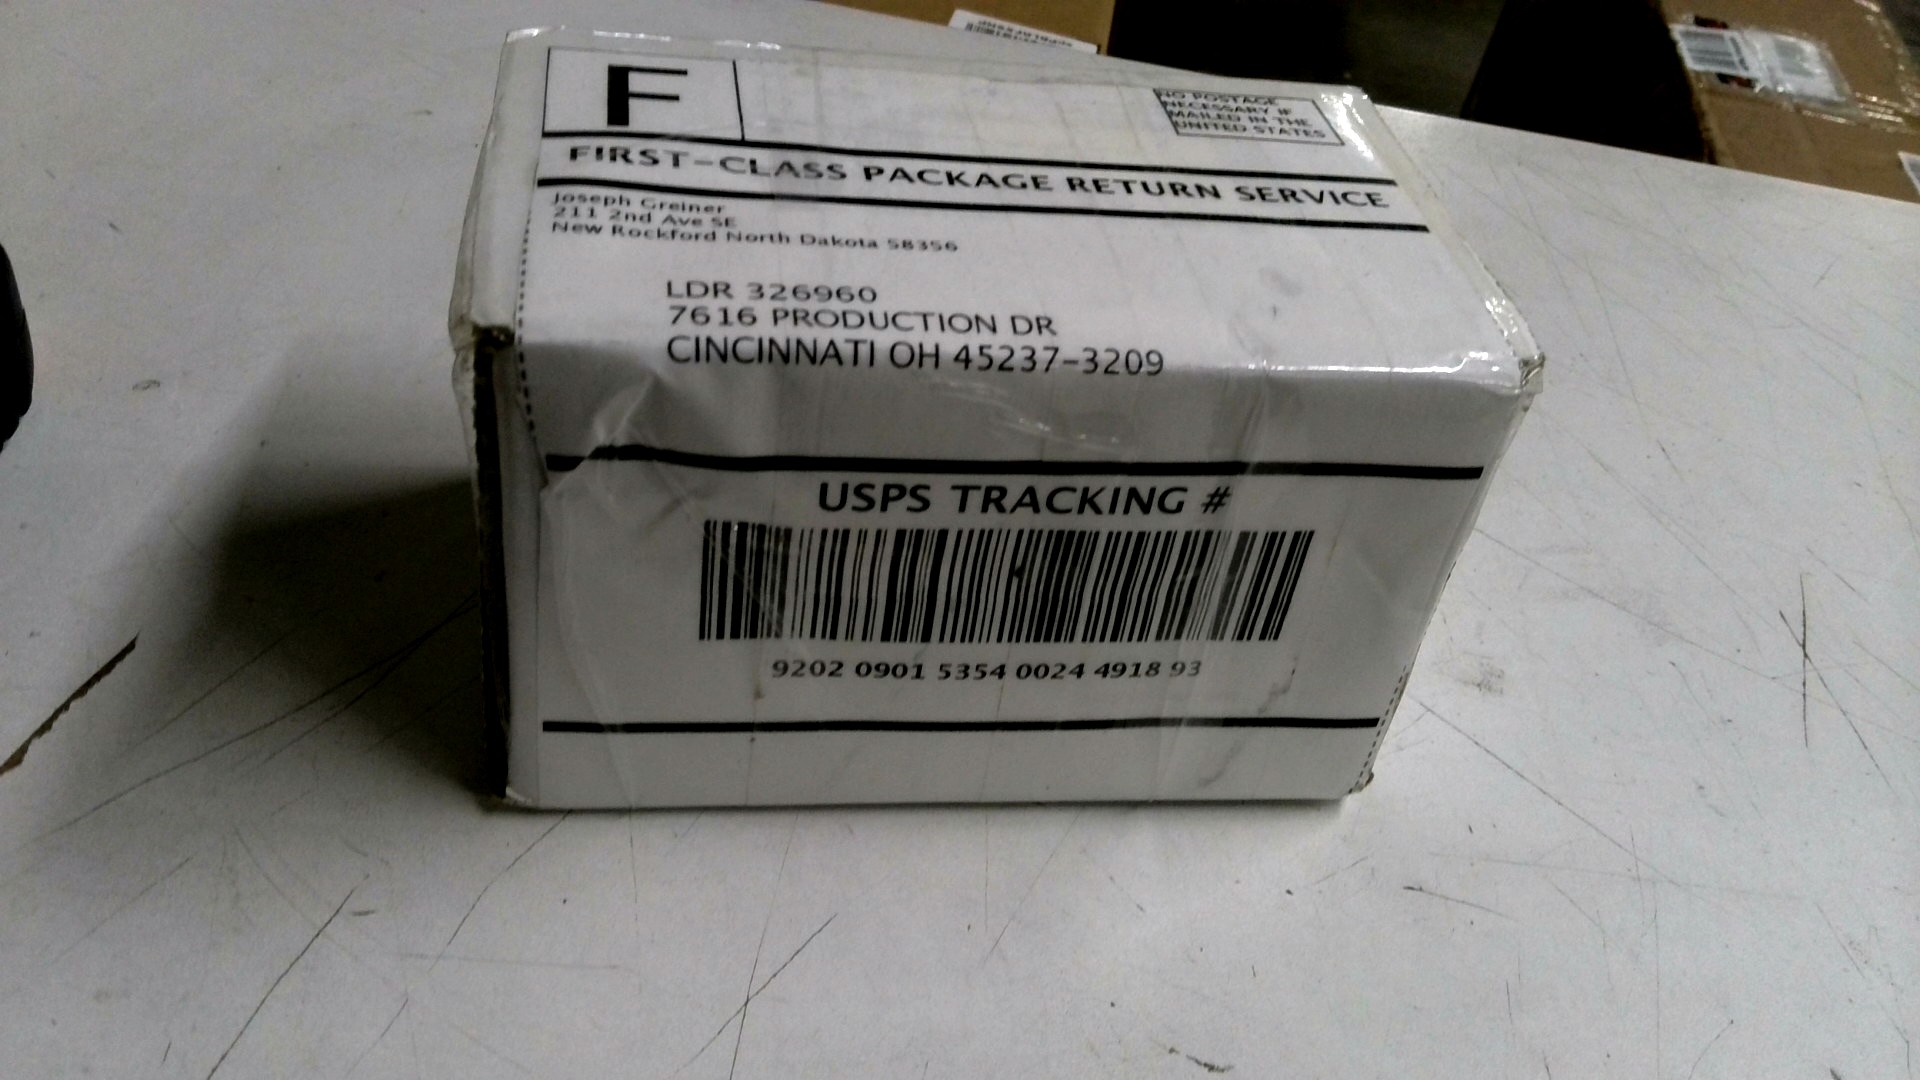 F
NO POSTAGE
NECESSARY IF
MAILED IN THE
UNITED STATES
FIRST-CLASS PACKAGE RETURN SERVICE
Joseph Greiner
211 2nd Ave SE
New Rockford North Dakota 58356
LDR 326960
7616 PRODUCTION DR
CINCINNATI OH 45237-3209
USPS TRACKING #
9202 0901 5354 0024 4918 93